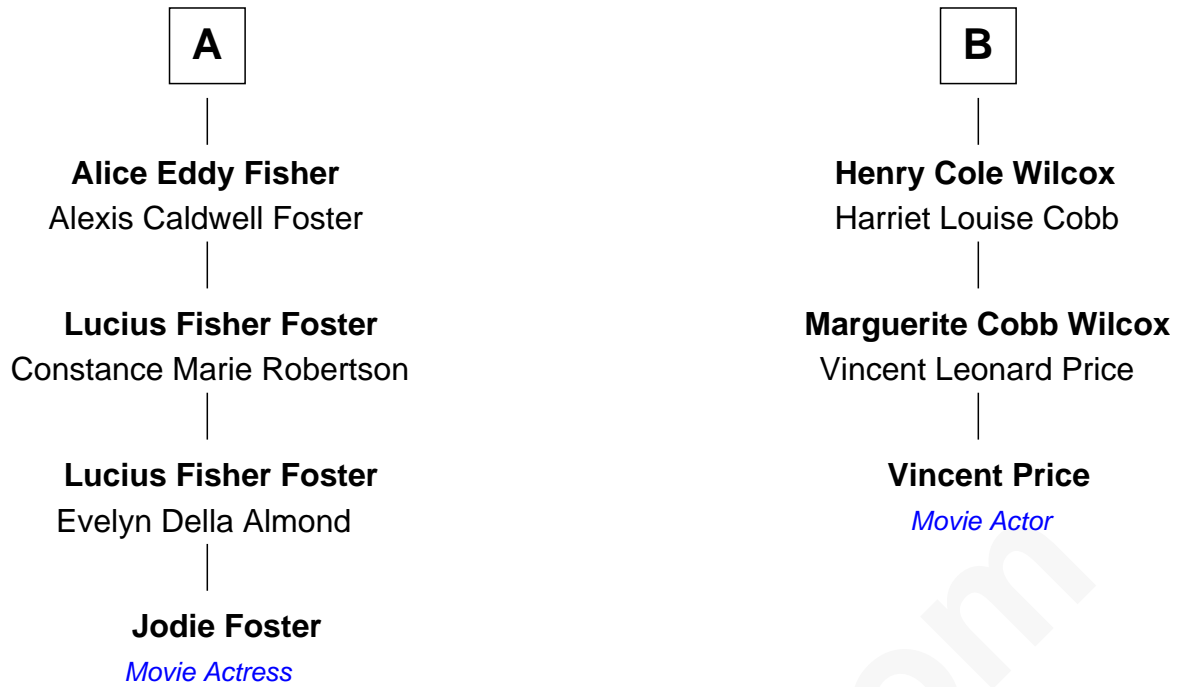 A
Alice Eddy Fisher
Alexis Caldwell Foster
Lucius Fisher Foster
Constance Marie Robertson
Lucius Fisher Foster
Evelyn Della Almond
Jodie Foster
Movie Actress
B
Henry Cole Wilcox
Harriet Louise Cobb
Marguerite Cobb Wilcox
Vincent Leonard Price
Vincent Price
Movie Actor
om